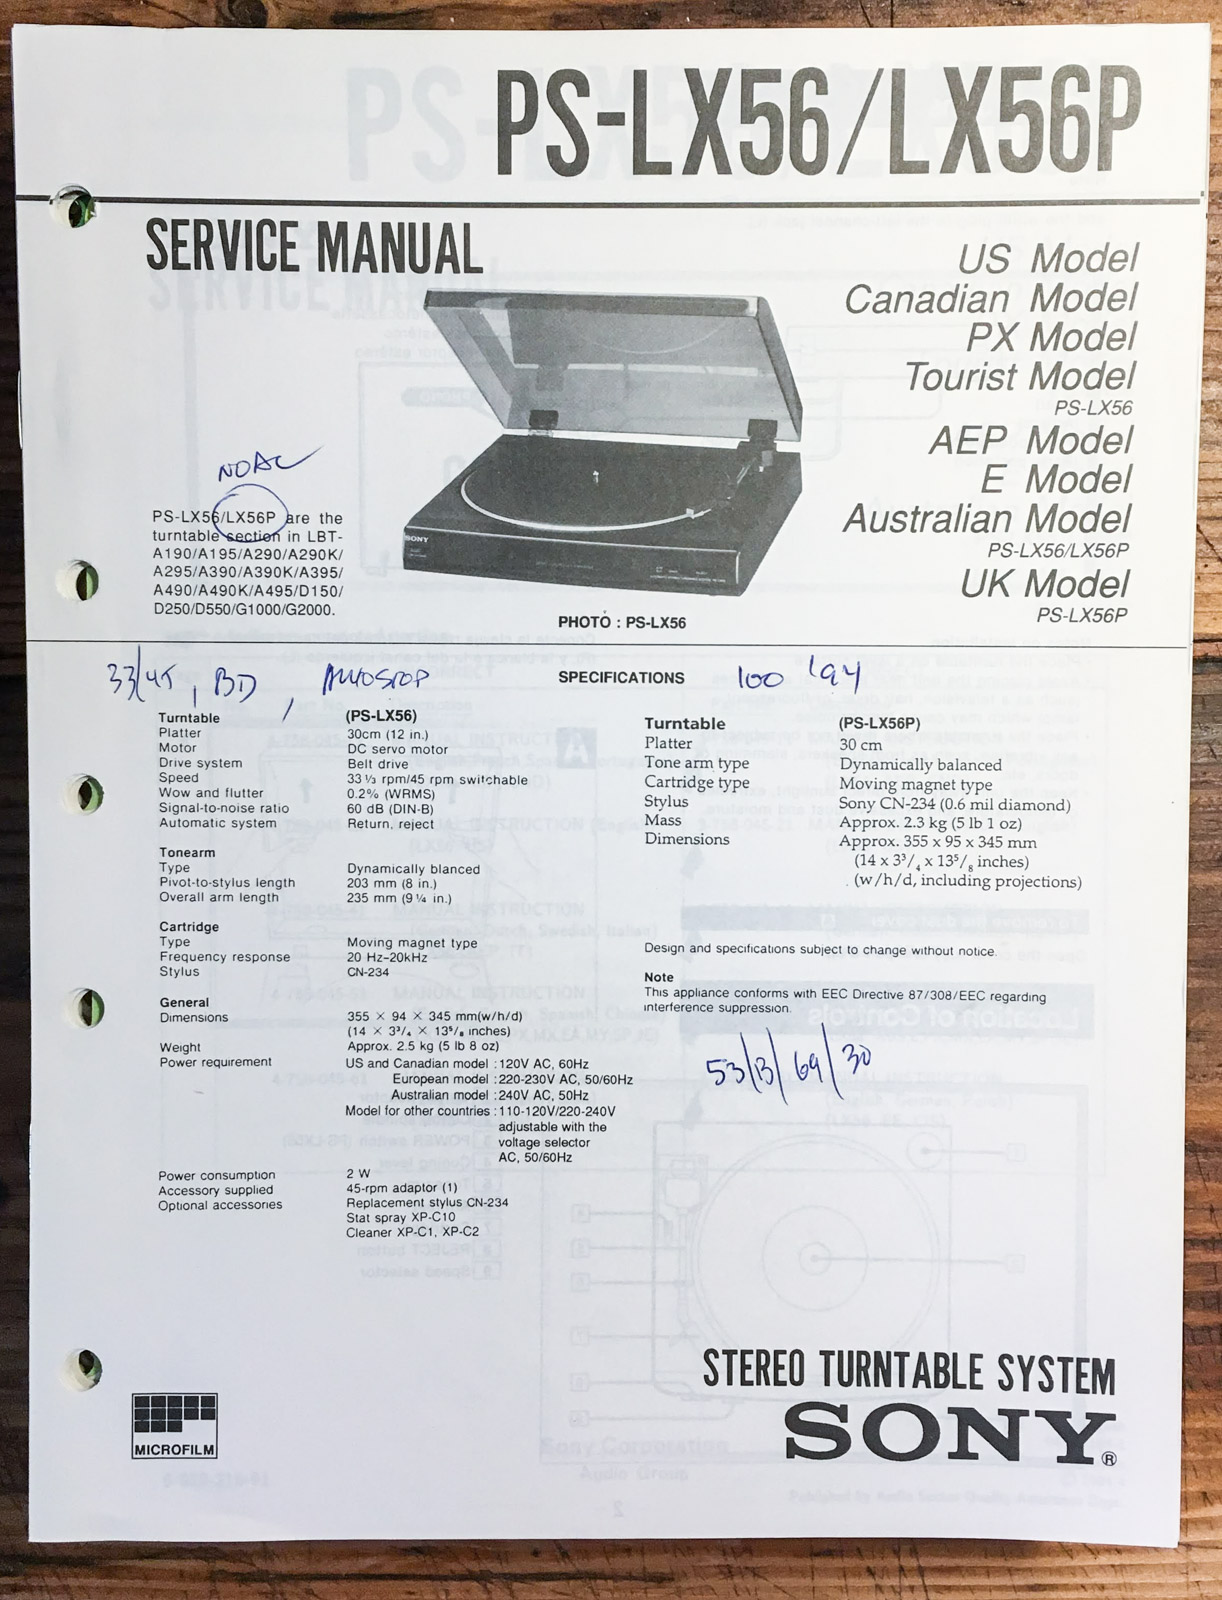 PS-LX56/LX56P
SERVICE MANUAL
US Model
Canadian Model
PX Model
Tourist Model
PS-LX56
AEP Model
E Model
Australian Model
PS-LX56/LX56P
UK Model
PS-LX56P
NO AC
PS-LX56/LX56P are the
turntable section in LBT-
A190/A195/A290/A290K/
A295/A390/A390K/A395/
A490/A490K/A495/D150/
D250/D550/G1000/G2000.
SONY
PHOTO : PS-LX56
33/45, BD, AUTOSTOP
SPECIFICATIONS
100 '94
Turntable (PS-LX56)
Platter 30cm (12 in.)
Motor DC servo motor
Drive system Belt drive
Speed 33 1/3 rpm/45 rpm switchable
Wow and flutter 0.2% (WRMS)
Signal-to-noise ratio 60 dB (DIN-B)
Automatic system Return, reject
Tonearm
Type Dynamically blanced
Pivot-to-stylus length 203 mm (8 in.)
Overall arm length 235 mm (9 1/4 in.)
Cartridge
Type Moving magnet type
Frequency response 20 Hz-20kHz
Stylus CN-234
General
Dimensions 355 × 94 × 345 mm(w/h/d)
(14 × 3 3/4 × 13 5/8 inches)
Weight Approx. 2.5 kg (5 lb 8 oz)
Power requirement US and Canadian model : 120V AC, 60Hz
European model : 220-230V AC, 50/60Hz
Australian model : 240V AC, 50Hz
Model for other countries : 110-120V/220-240V
adjustable with the
voltage selector
AC, 50/60Hz
Power consumption 2 W
Accessory supplied 45-rpm adaptor (1)
Optional accessories Replacement stylus CN-234
Stat spray XP-C10
Cleaner XP-C1, XP-C2
Turntable (PS-LX56P)
Platter 30 cm
Tone arm type Dynamically balanced
Cartridge type Moving magnet type
Stylus Sony CN-234 (0.6 mil diamond)
Mass Approx. 2.3 kg (5 lb 1 oz)
Dimensions Approx. 355 x 95 x 345 mm
(14 x 3 3/4 x 13 5/8 inches)
(w/h/d, including projections)
Design and specifications subject to change without notice.
Note
This appliance conforms with EEC Directive 87/308/EEC regarding
interference suppression.
53/13/69/30
STEREO TURNTABLE SYSTEM
SONY®
MICROFILM